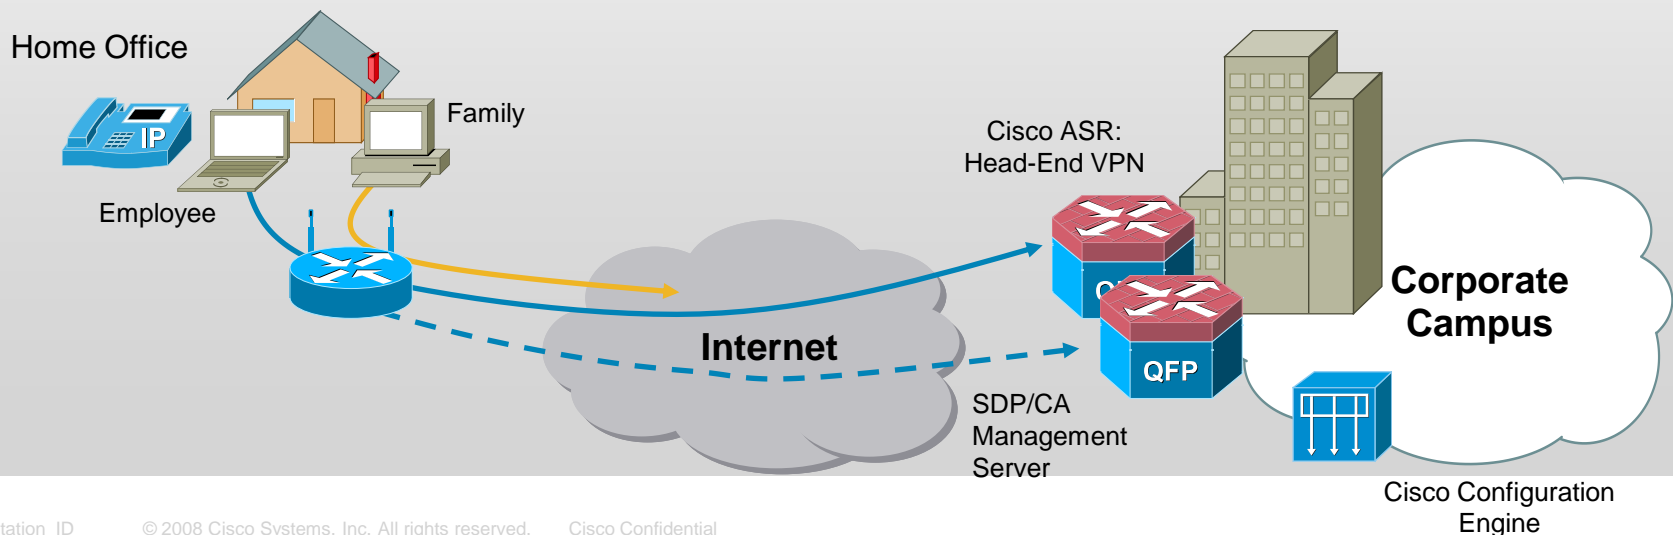 Home Office
IP
Family
Employee
Cisco ASR:
Head-End VPN
QFP
Internet
Corporate
Campus
SDP/CA
Management
Server
Cisco Configuration
Engine
ID © 2008 Cisco Systems, Inc. All rights reserved. Cisco Confidential